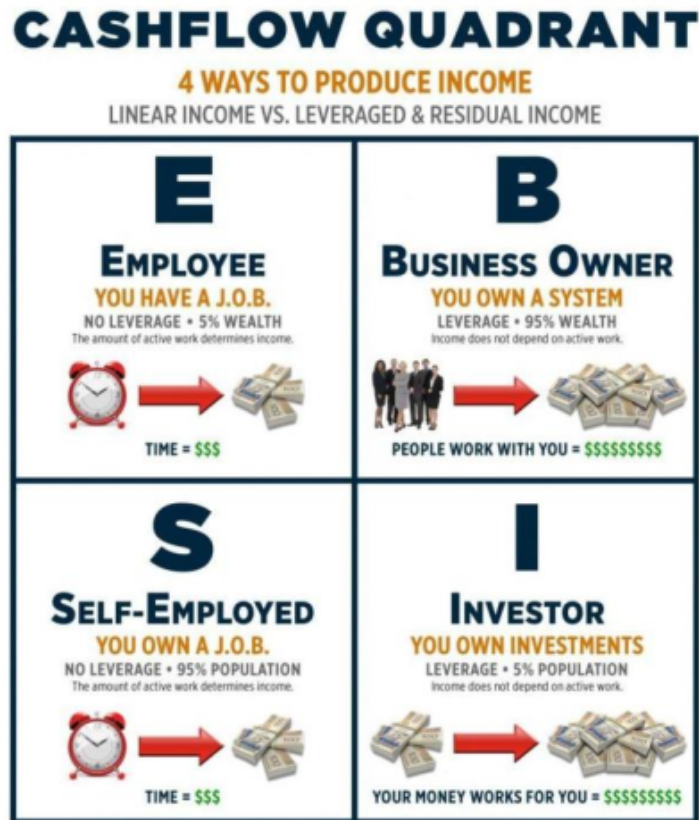 CASHFLOW QUADRANT
4 WAYS TO PRODUCE INCOME
LINEAR INCOME VS. LEVERAGED & RESIDUAL INCOME
E
EMPLOYEE
YOU HAVE A J.O.B.
NO LEVERAGE • 5% WEALTH
The amount of active work determines income.
TIME = $$$
B
BUSINESS OWNER
YOU OWN A SYSTEM
LEVERAGE • 95% WEALTH
Income does not depend on active work.
PEOPLE WORK WITH YOU = $$$$$$$$$
S
SELF-EMPLOYED
YOU OWN A J.O.B.
NO LEVERAGE • 95% POPULATION
The amount of active work determines income.
TIME = $$$
I
INVESTOR
YOU OWN INVESTMENTS
LEVERAGE • 5% POPULATION
Income does not depend on active work.
YOUR MONEY WORKS FOR YOU = $$$$$$$$$